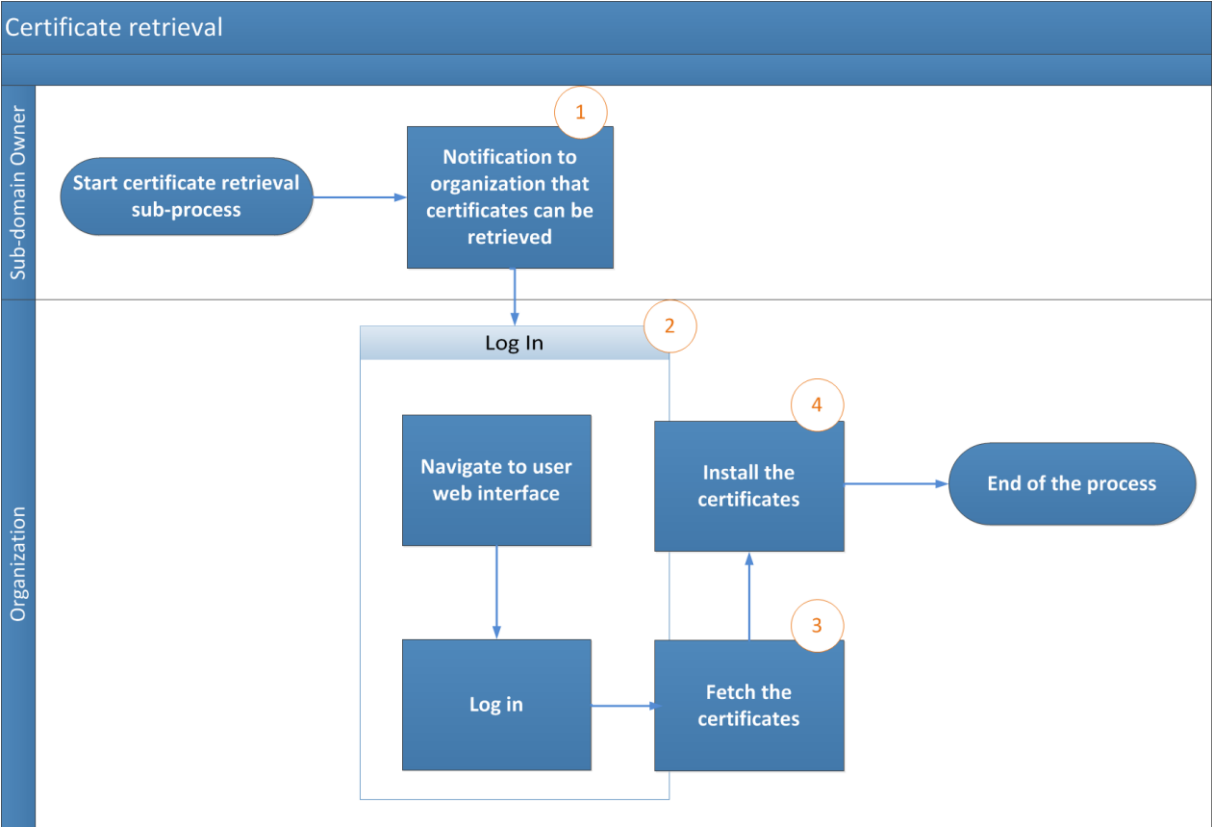 Certificate retrieval
Sub-domain Owner
1
Start certificate retrieval
sub-process
Notification to
organization that
certificates can be
retrieved
Organization
2
Log In
Navigate to user
web interface
Log in
3
Fetch the
certificates
4
Install the
certificates
End of the process